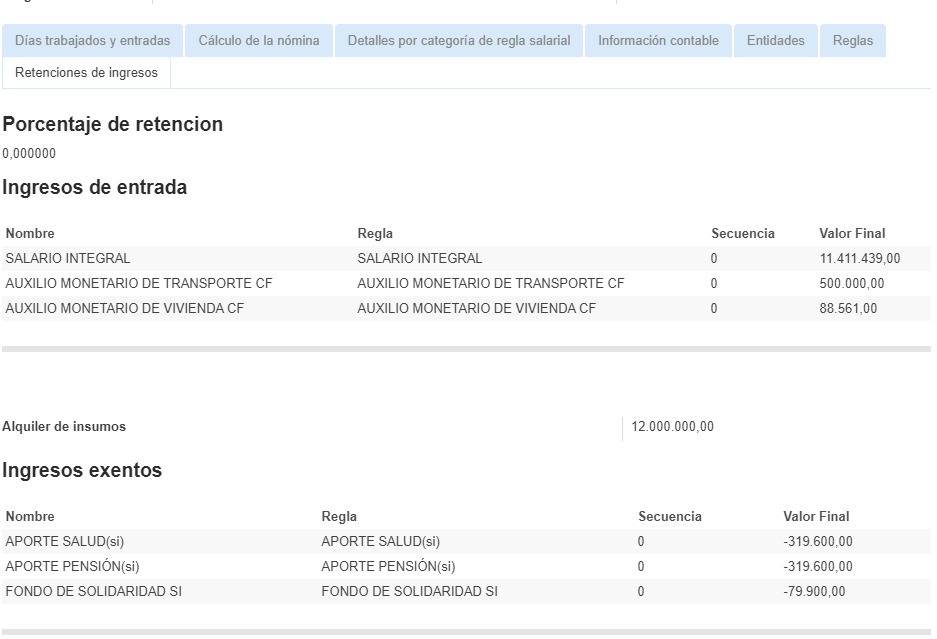 Días trabajados y entradas Cálculo de la nómina Detalles por categoría de regla salarial Información contable Entidades Reglas
Retenciones de ingresos
Porcentaje de retencion
0,000000
Ingresos de entrada
Nombre Regla Secuencia Valor Final
SALARIO INTEGRAL SALARIO INTEGRAL 0 11.411.439,00
AUXILIO MONETARIO DE TRANSPORTE CF AUXILIO MONETARIO DE TRANSPORTE CF 0 500.000,00
AUXILIO MONETARIO DE VIVIENDA CF AUXILIO MONETARIO DE VIVIENDA CF 0 88.561,00
Alquiler de insumos 12.000.000,00
Ingresos exentos
Nombre Regla Secuencia Valor Final
APORTE SALUD(si) APORTE SALUD(si) 0 -319.600,00
APORTE PENSIÓN(si) APORTE PENSIÓN(si) 0 -319.600,00
FONDO DE SOLIDARIDAD SI FONDO DE SOLIDARIDAD SI 0 -79.900,00